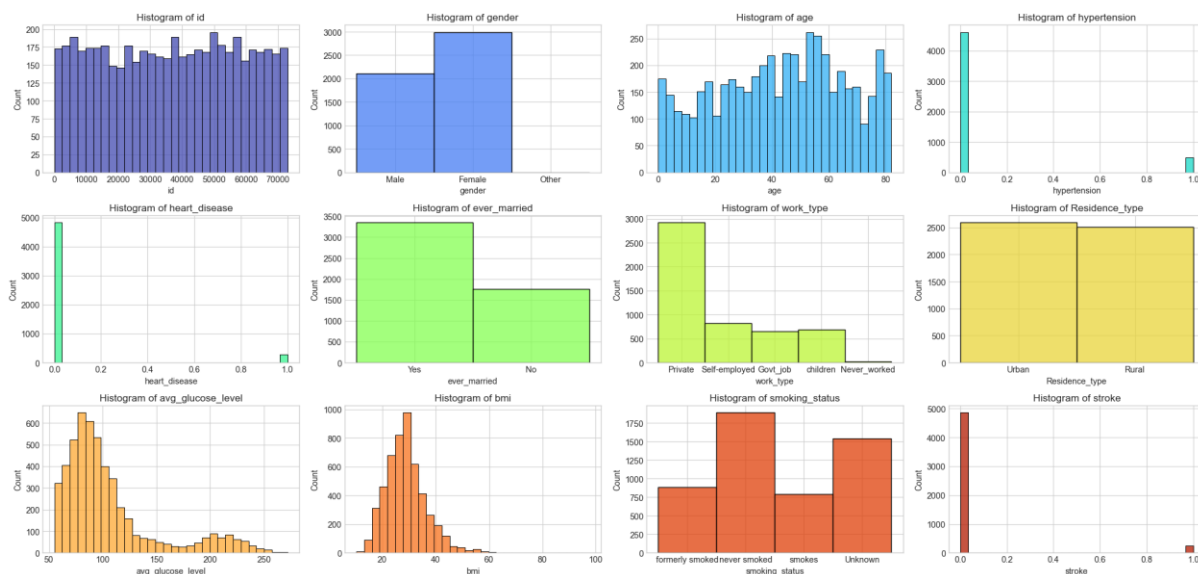 Histogram of id
200
175
150
125
100
75
50
25
0
Count
0 10000 20000 30000 40000 50000 60000 70000
id
Histogram of gender
3000
2500
2000
1500
1000
500
0
Count
Male Female Other
gender
Histogram of age
250
200
150
100
50
0
Count
0 20 40 60 80
age
Histogram of hypertension
4000
3000
2000
1000
0
Count
0.0 0.2 0.4 0.6 0.8 1.0
hypertension
Histogram of heart_disease
5000
4000
3000
2000
1000
0
Count
0.0 0.2 0.4 0.6 0.8 1.0
heart_disease
Histogram of ever_married
3500
3000
2500
2000
1500
1000
500
0
Count
Yes No
ever_married
Histogram of work_type
3000
2500
2000
1500
1000
500
0
Count
Private Self-employed Govt_job children Never_worked
work_type
Histogram of Residence_type
2500
2000
1500
1000
500
0
Count
Urban Rural
Residence_type
Histogram of avg_glucose_level
600
500
400
300
200
100
0
Count
50 100 150 200 250
avg_glucose_level
Histogram of bmi
1000
800
600
400
200
0
Count
20 40 60 80 100
bmi
Histogram of smoking_status
1750
1500
1250
1000
750
500
250
0
Count
formerly smoked never smoked smokes Unknown
smoking_status
Histogram of stroke
5000
4000
3000
2000
1000
0
Count
0.0 0.2 0.4 0.6 0.8 1.0
stroke